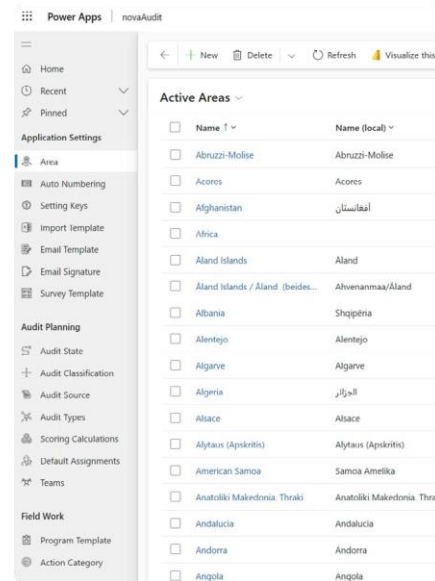 Power Apps | novaAudit
Home
Recent
Pinned
Application Settings
Area
Auto Numbering
Setting Keys
Import Template
Email Template
Email Signature
Survey Template
Audit Planning
Audit State
Audit Classification
Audit Source
Audit Types
Scoring Calculations
Default Assignments
Teams
Field Work
Program Template
Action Category
New Delete Refresh Visualize this
Active Areas
Name ↑ Name (local)
Abruzzi-Molise Abruzzi-Molise
Acores Acores
Afghanistan أفغانستان
Africa
Aland Islands Aland
Åland Islands / Åland (beides... Ahvenanmaa/Åland
Albania Shqipëria
Alentejo Alentejo
Algarve Algarve
Algeria الجزائر
Alsace Alsace
Alytaus (Apskritis) Alytaus (Apskritis)
American Samoa Samoa Amelika
Anatoliki Makedonia. Thraki Anatoliki Makedonia. Thra
Andalucia Andalucia
Andorra Andorra
Angola Angola